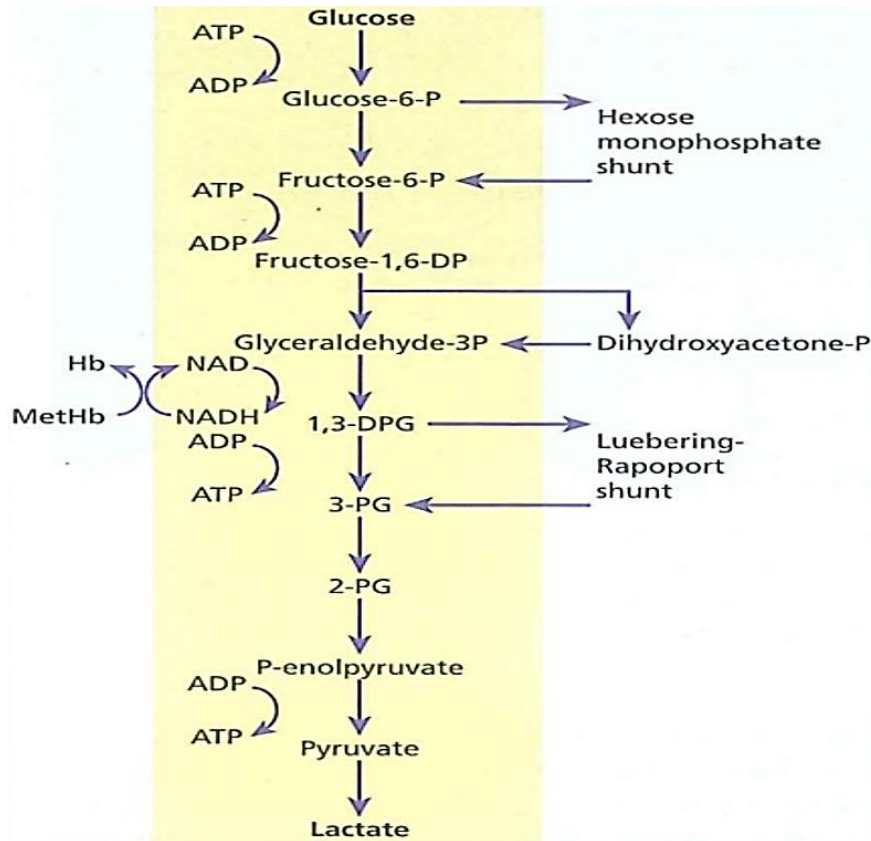 Glucose
ATP
ADP
Glucose-6-P
Hexose
monophosphate
shunt
Fructose-6-P
ATP
ADP
Fructose-1,6-DP
Glyceraldehyde-3P
Dihydroxyacetone-P
Hb
NAD
MetHb
NADH
1,3-DPG
ADP
ATP
Luebering-
Rapoport
shunt
3-PG
2-PG
P-enolpyruvate
ADP
ATP
Pyruvate
Lactate